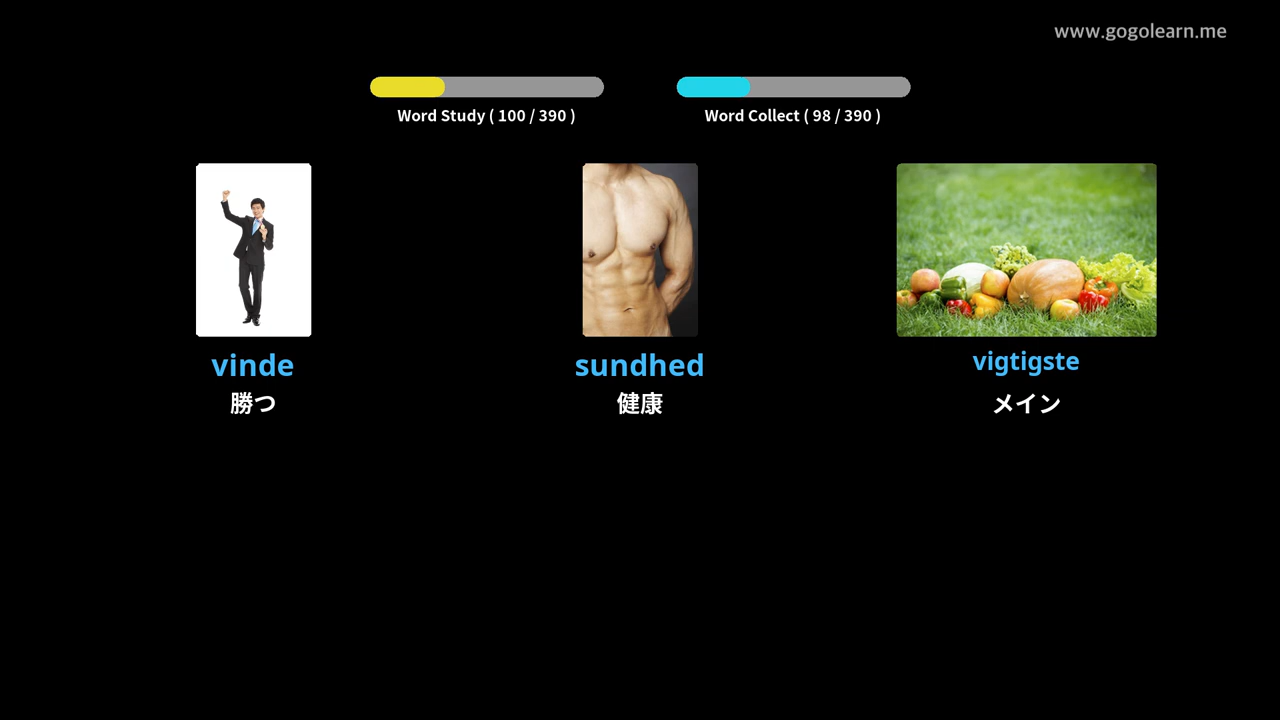 www.gogolearn.me
Word Study ( 100 / 390 )
Word Collect ( 98 / 390 )
vinde
勝つ
sundhed
健康
vigtigste
メイン